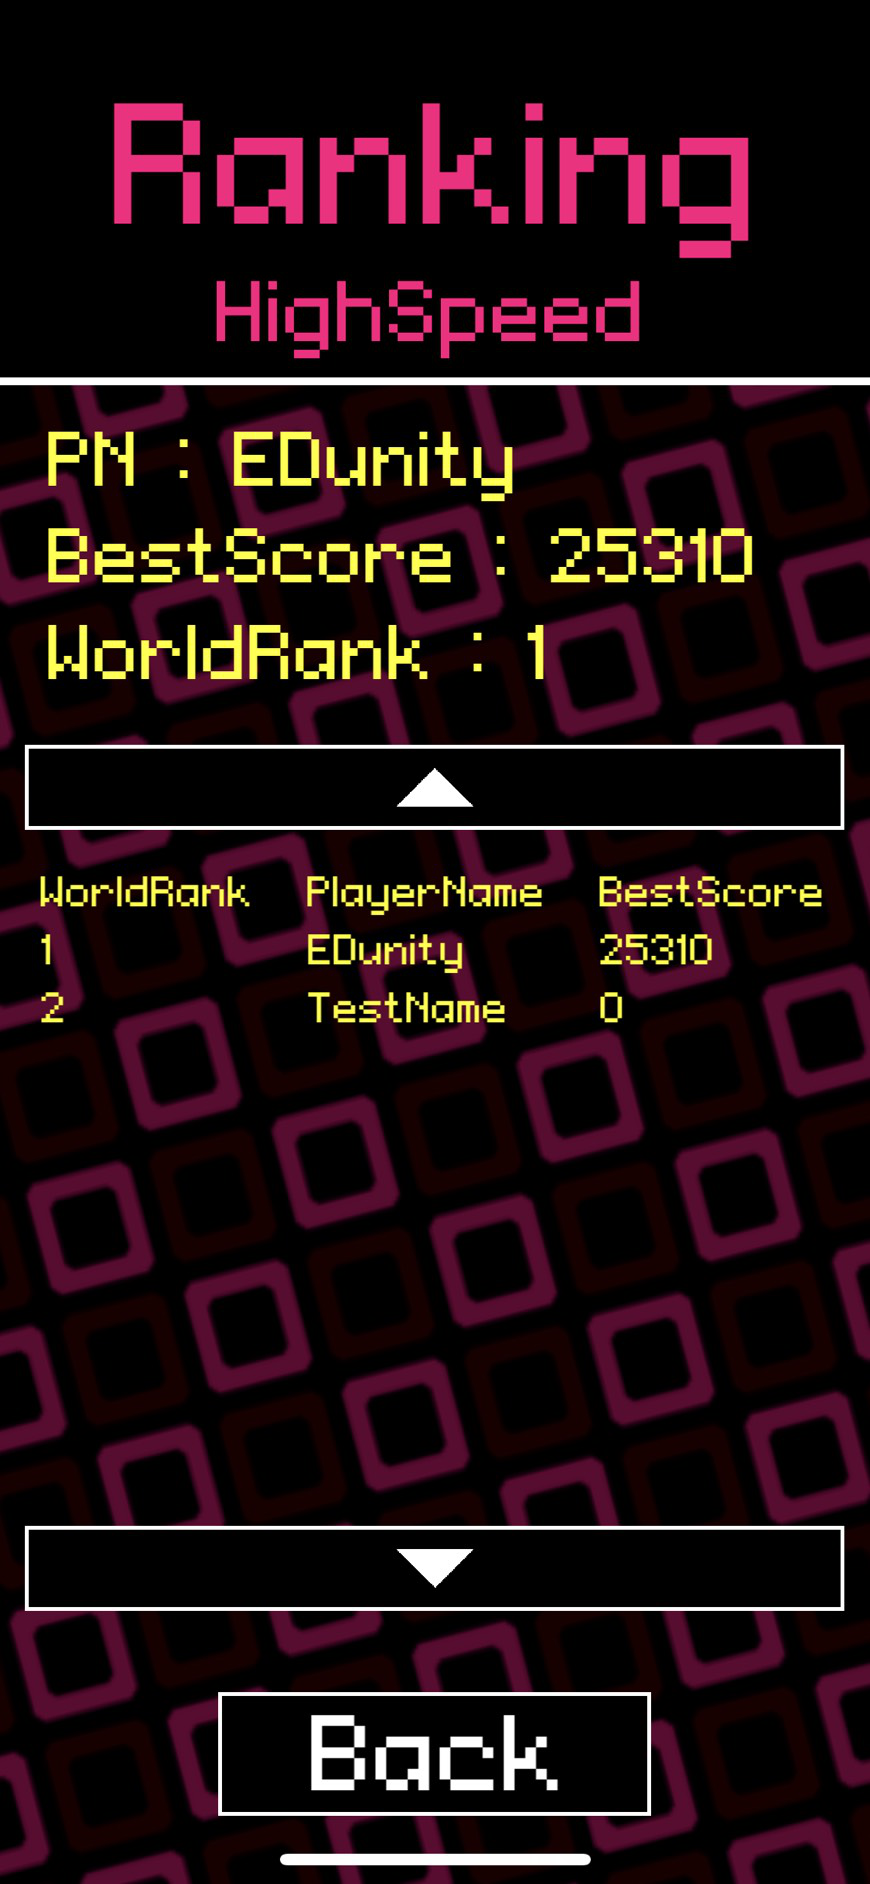 Ranking
HighSpeed
PN : EDunity
BestScore : 25310
WorldRank : 1
WorldRank PlayerName BestScore
1 EDunity 25310
2 TestName 0
Back